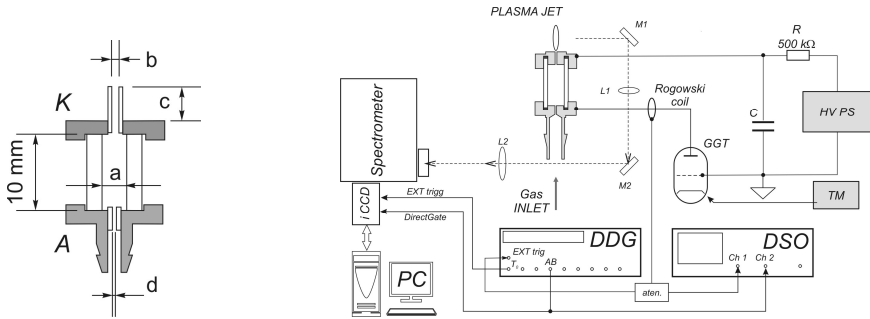 b
K
c
10 mm
a
A
d
PLASMA JET
M1
R
500 kΩ
L1
Rogowski
coil
Spectrometer
C
HV PS
GGT
L2
M2
TM
Gas
INLET
iCCD
EXT trigg
DirectGate
DDG
EXT trig
T₀
AB
DSO
Ch 1
Ch 2
PC
aten.